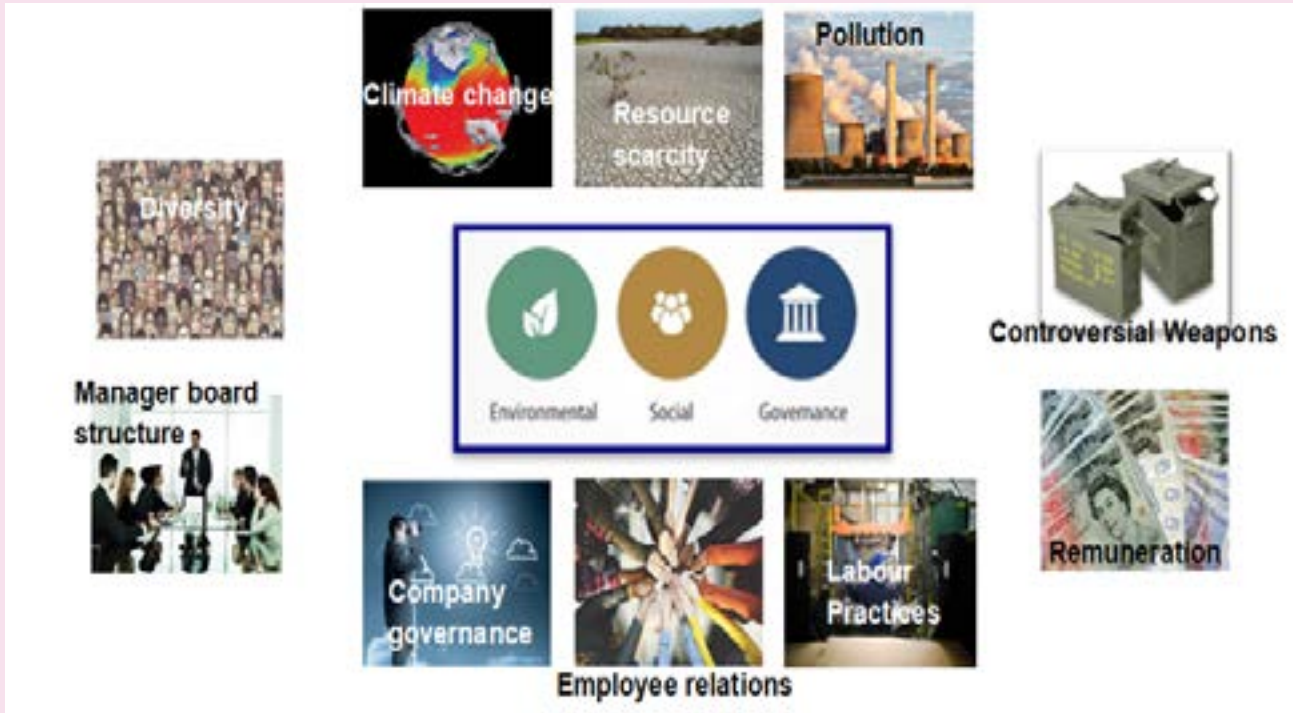 Climate change
Resource
scarcity
Pollution
Diversity
Controversial Weapons
Environmental
Social
Governance
Manager board
structure
Remuneration
Company
governance
Employee relations
Labour
Practices